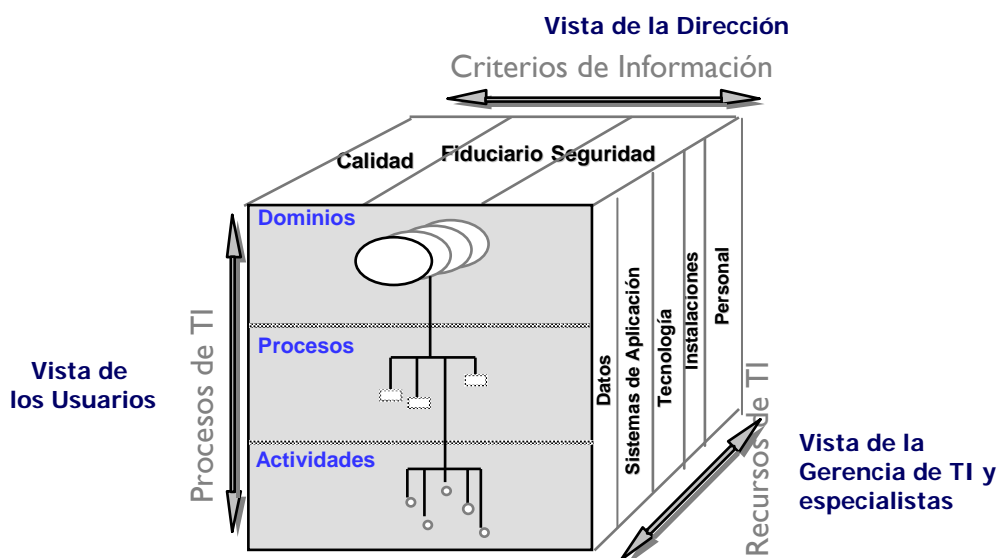 Vista de la Dirección
Criterios de Información
Calidad
Fiduciario
Seguridad
Dominios
Procesos
Actividades
Procesos de TI
Vista de
los Usuarios
Datos
Sistemas de Aplicación
Tecnología
Instalaciones
Personal
Recursos de TI
Vista de la
Gerencia de TI y
especialistas